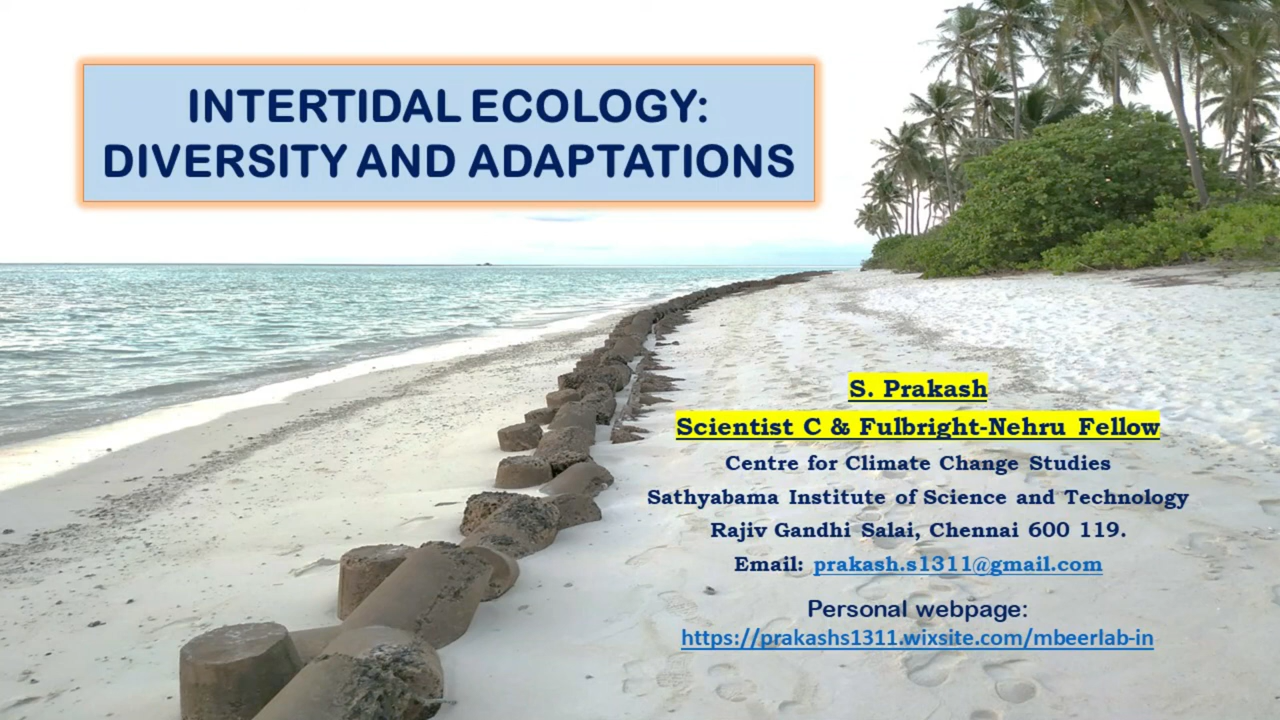 INTERTIDAL ECOLOGY:
DIVERSITY AND ADAPTATIONS
S. Prakash
Scientist C & Fulbright-Nehru Fellow
Centre for Climate Change Studies
Sathyabama Institute of Science and Technology
Rajiv Gandhi Salai, Chennai 600 119.
Email: prakash.s1311@gmail.com
Personal webpage:
https://prakashs1311.wixsite.com/mbeerlab-in